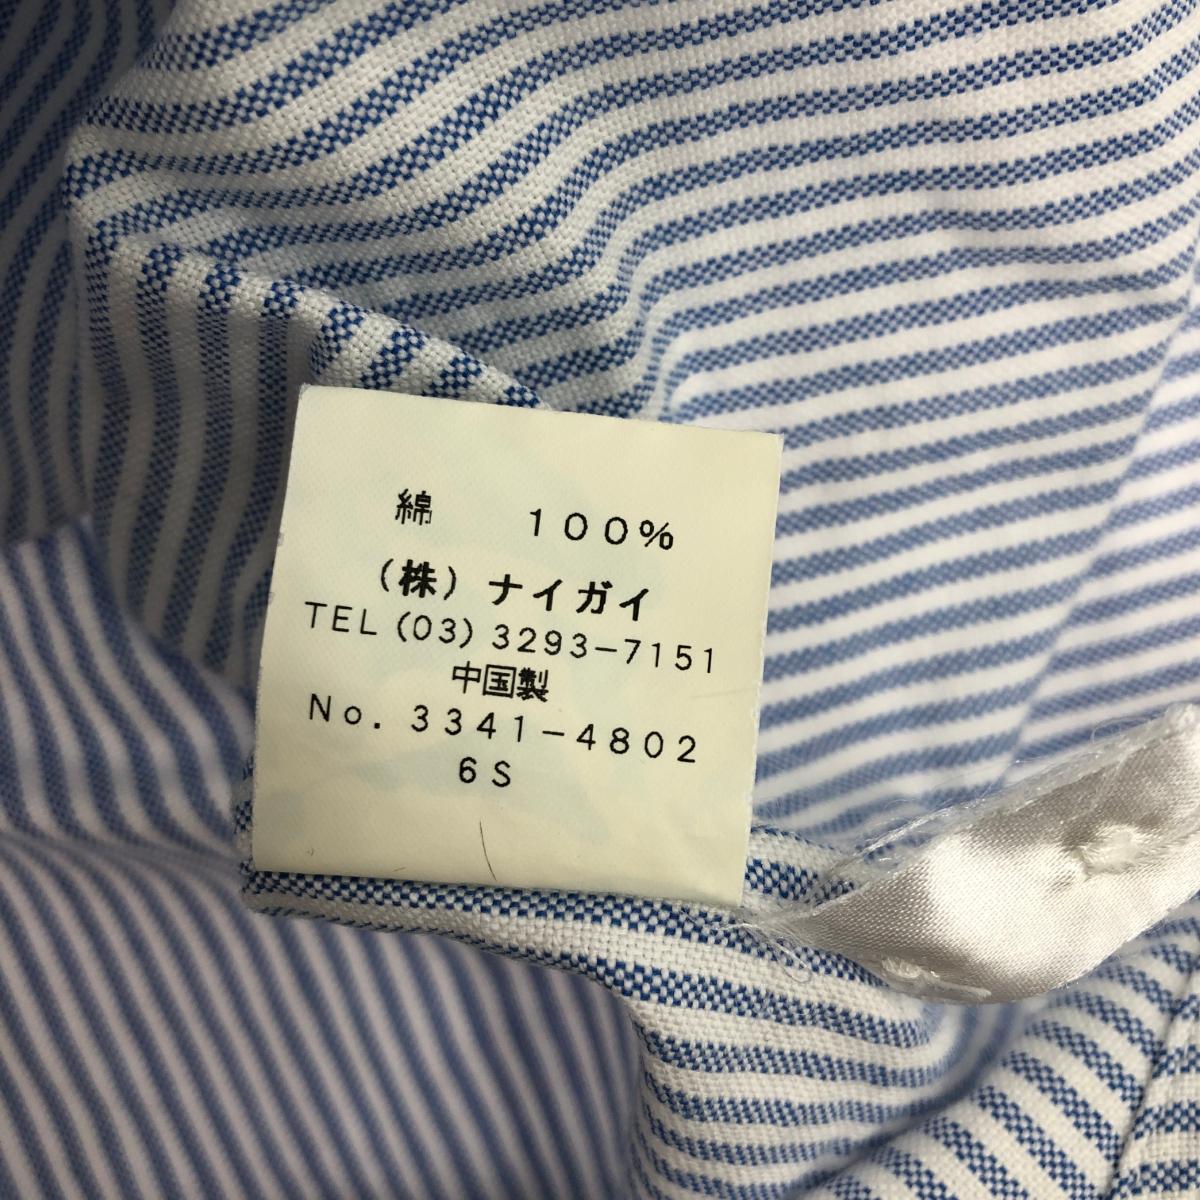 綿　１００％
（株）ナイガイ
TEL (03) 3293-7151
中国製
No. 3341-4802
6S